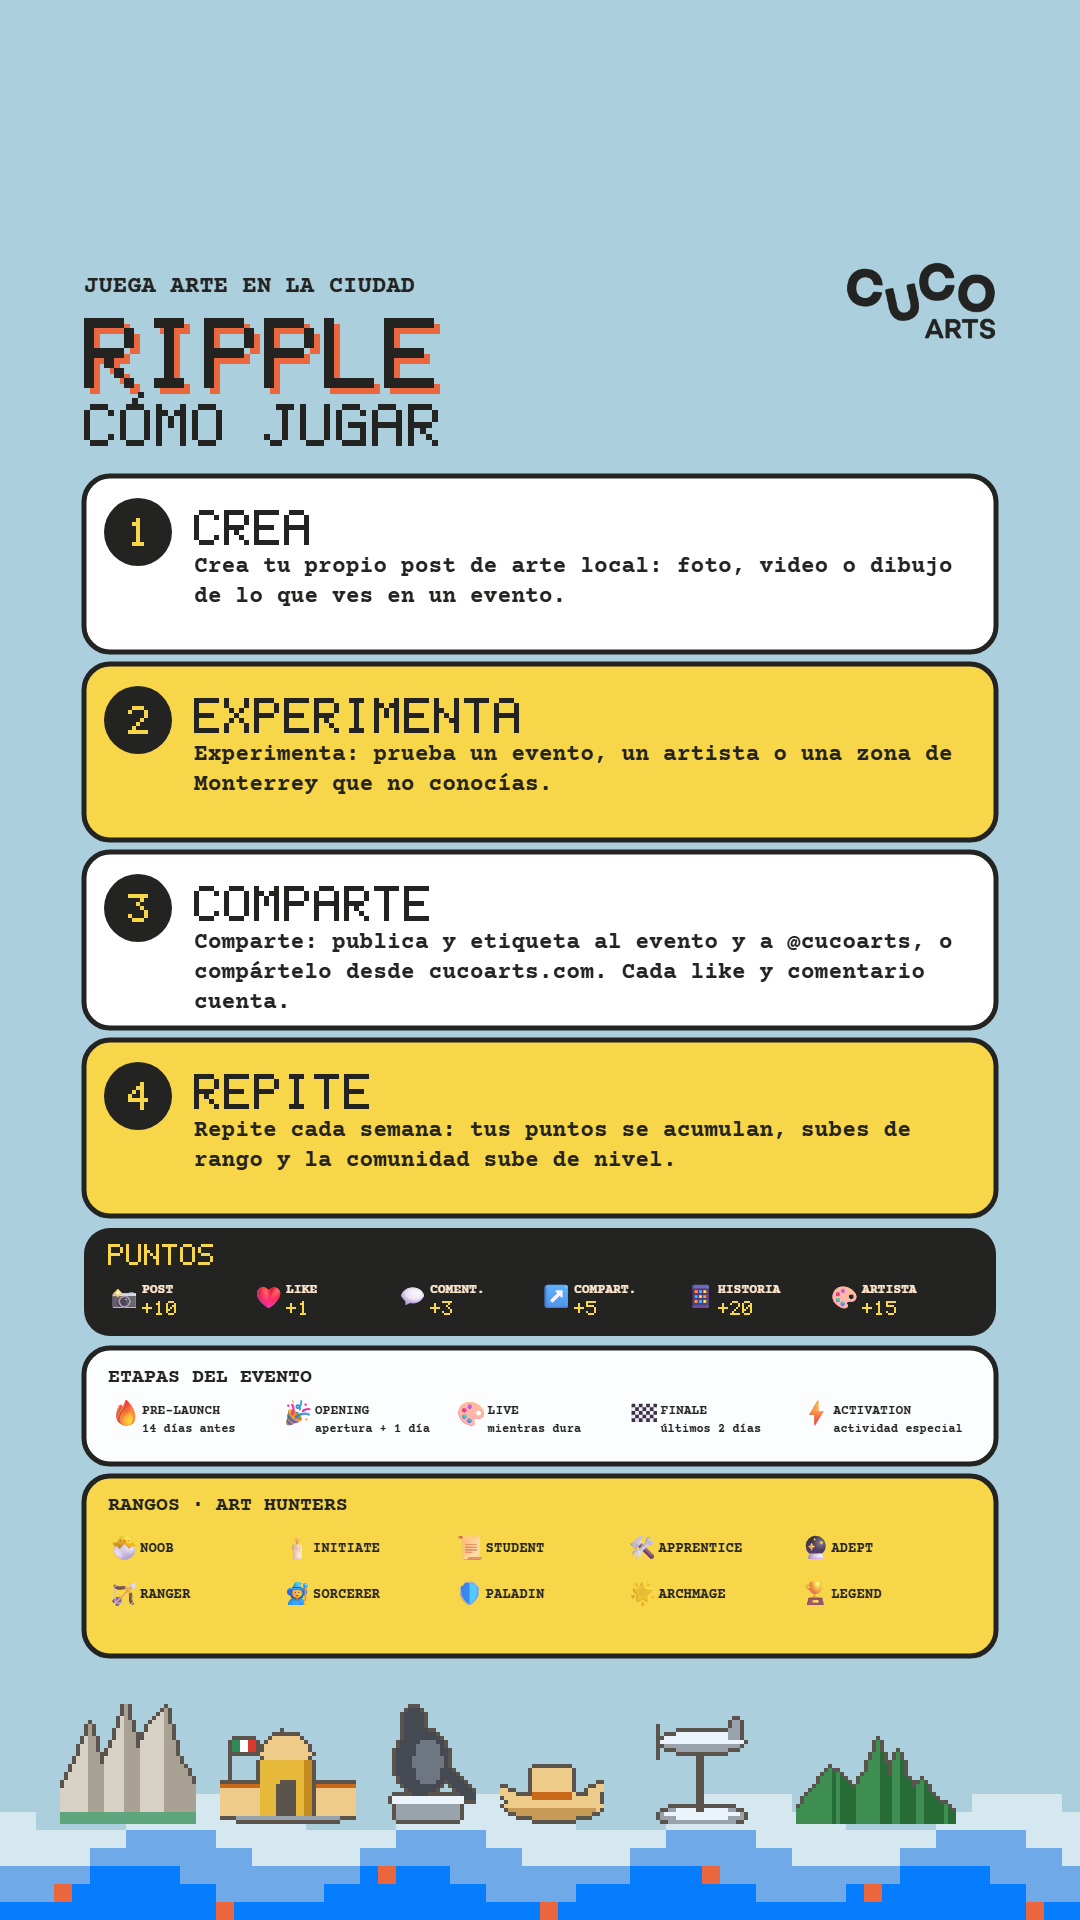 JUEGA ARTE EN LA CIUDAD
CUCO
ARTS
RIPPLE
CÓMO JUGAR
1
CREA
Crea tu propio post de arte local: foto, video o dibujo
de lo que ves en un evento.
2
EXPERIMENTA
Experimenta: prueba un evento, un artista o una zona de
Monterrey que no conocías.
3
COMPARTE
Comparte: publica y etiqueta al evento y a @cucoarts, o
compártelo desde cucoarts.com. Cada like y comentario
cuenta.
4
REPITE
Repite cada semana: tus puntos se acumulan, subes de
rango y la comunidad sube de nivel.
PUNTOS
POST LIKE COMENT. COMPART. HISTORIA ARTISTA
+10 +1 +3 +5 +20 +15
ETAPAS DEL EVENTO
PRE-LAUNCH OPENING LIVE FINALE ACTIVATION
14 días antes apertura + 1 día mientras dura últimos 2 días actividad especial
RANGOS · ART HUNTERS
NOOB INITIATE STUDENT APPRENTICE ADEPT
RANGER SORCERER PALADIN ARCHMAGE LEGEND